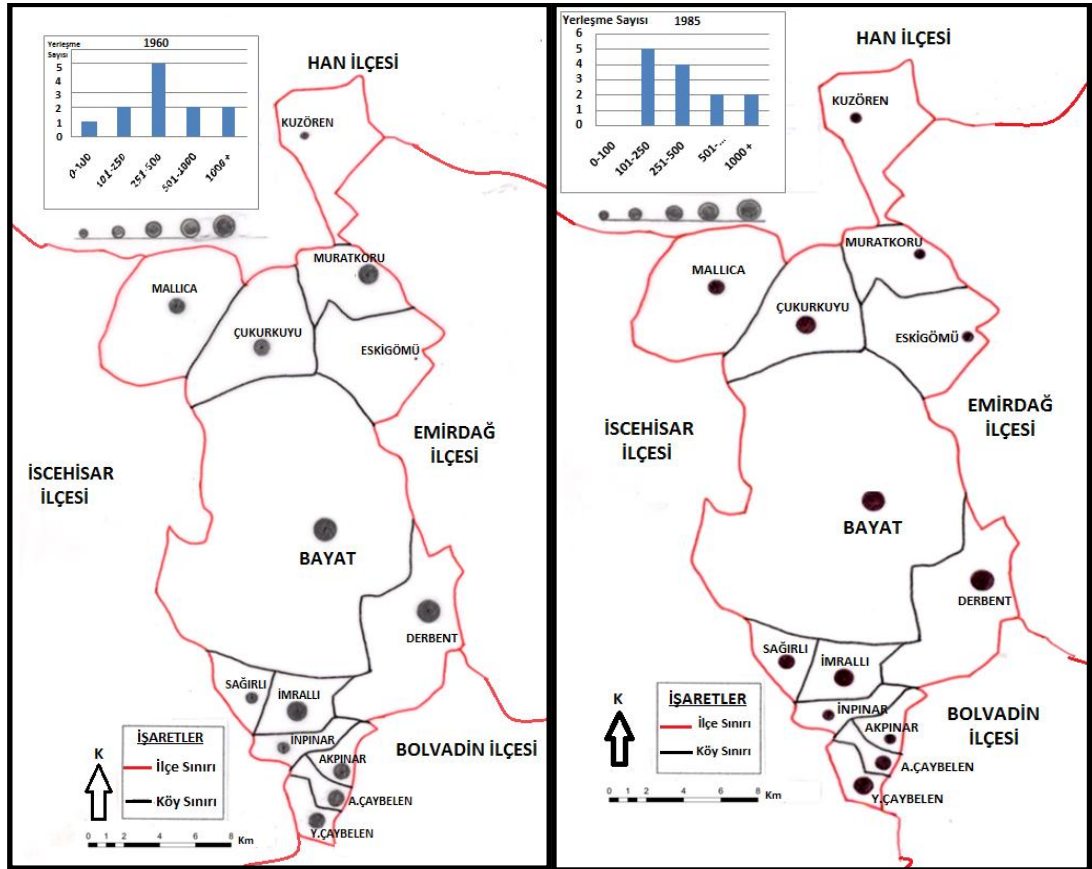 Yerleşme
Sayısı
1960
5
4
3
2
1
0
0-100
101-250
251-500
501-1000
1000 +
HAN İLÇESİ
KUZÖREN
MURATKORU
MALLICA
ÇUKURKUYU
ESKİGÖMÜ
EMİRDAĞ
İLÇESİ
İSCEHİSAR
İLÇESİ
BAYAT
DERBENT
SAĞIRLI
İMRALLI
İNPINAR
BOLVADİN İLÇESİ
AKPINAR
A.ÇAYBELEN
Y.ÇAYBELEN
K
İŞARETLER
İlçe Sınırı
Köy Sınırı
0 1 2 4 6 8
Km
Yerleşme Sayısı
1985
6
5
4
3
2
1
0
0-100
101-250
251-500
501-...
1000 +
HAN İLÇESİ
KUZÖREN
MURATKORU
MALLICA
ÇUKURKUYU
ESKİGÖMÜ
EMİRDAĞ
İLÇESİ
İSCEHİSAR
İLÇESİ
BAYAT
DERBENT
SAĞIRLI
İMRALLI
İNPINAR
BOLVADİN
İLÇESİ
AKPINAR
A.ÇAYBELEN
Y.ÇAYBELEN
K
İŞARETLER
İlçe Sınırı
Köy Sınırı
0 1 2 4 6 8
Km